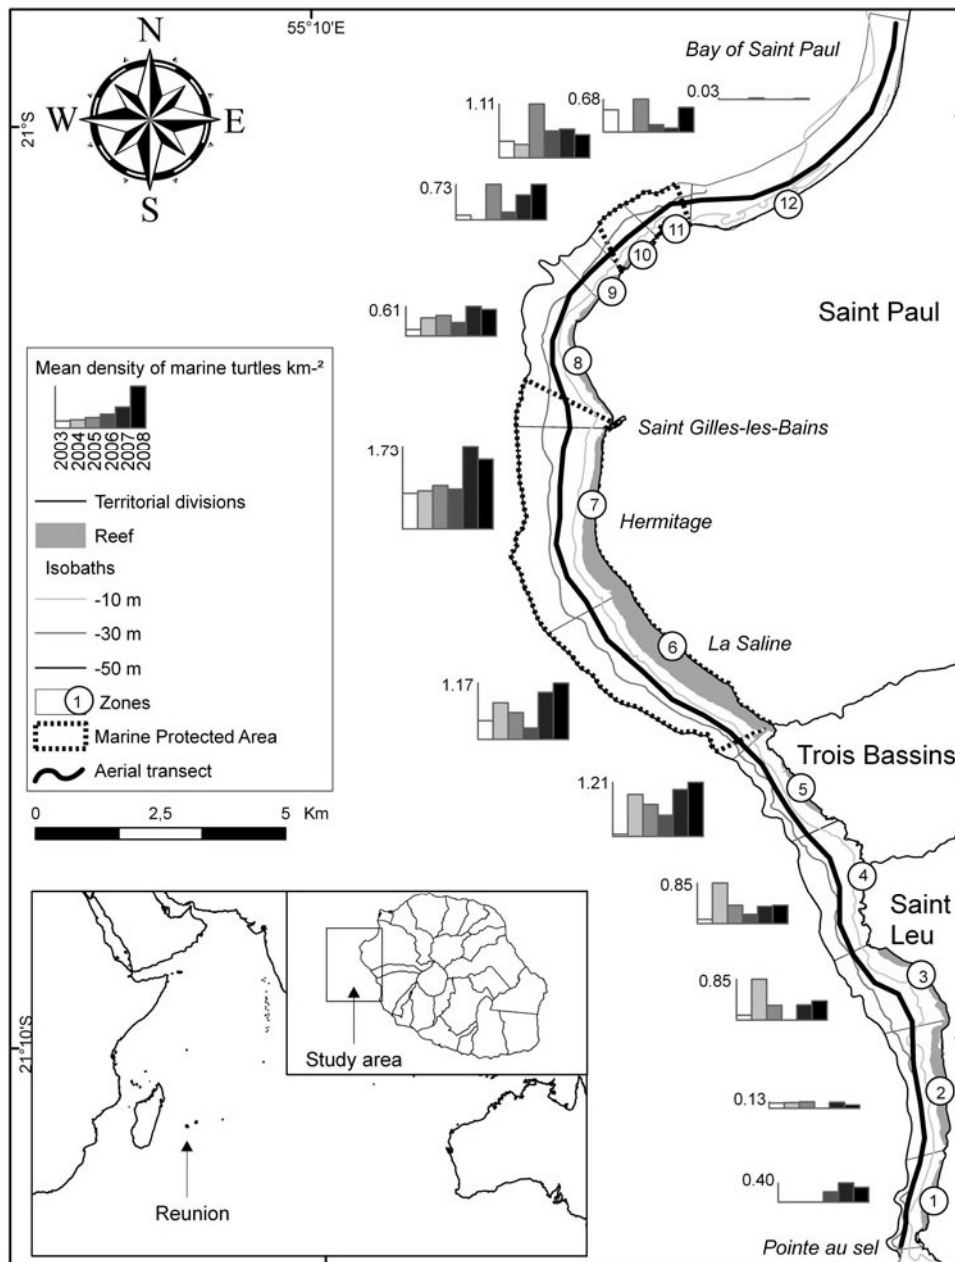 55°10'E
N
W
E
S
21°S
Bay of Saint Paul
1.11
0.68
0.03
0.73
12
11
10
9
0.61
Saint Paul
8
Mean density of marine turtles km-²
2003
2004
2005
2006
2007
2008
Territorial divisions
Reef
Isobaths
-10 m
-30 m
-50 m
1 Zones
Marine Protected Area
Aerial transect
0 2,5 5 Km
Saint Gilles-les-Bains
1.73
7
Hermitage
6
La Saline
1.17
Trois Bassins
5
1.21
4
0.85
Saint
Leu
3
0.85
2
0.13
0.40
1
Pointe au sel
21°10'S
Study area
Reunion